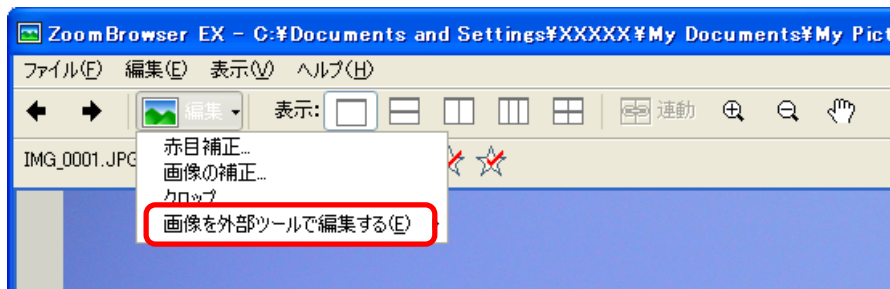 ZoomBrowser EX - C:¥Documents and Settings¥XXXXX¥My Documents¥My Pict
ファイル(F) 編集(E) 表示(V) ヘルプ(H)
編集 表示: 連動
IMG_0001.JPG
赤目補正...
画像の補正...
クロップ
画像を外部ツールで編集する(E)